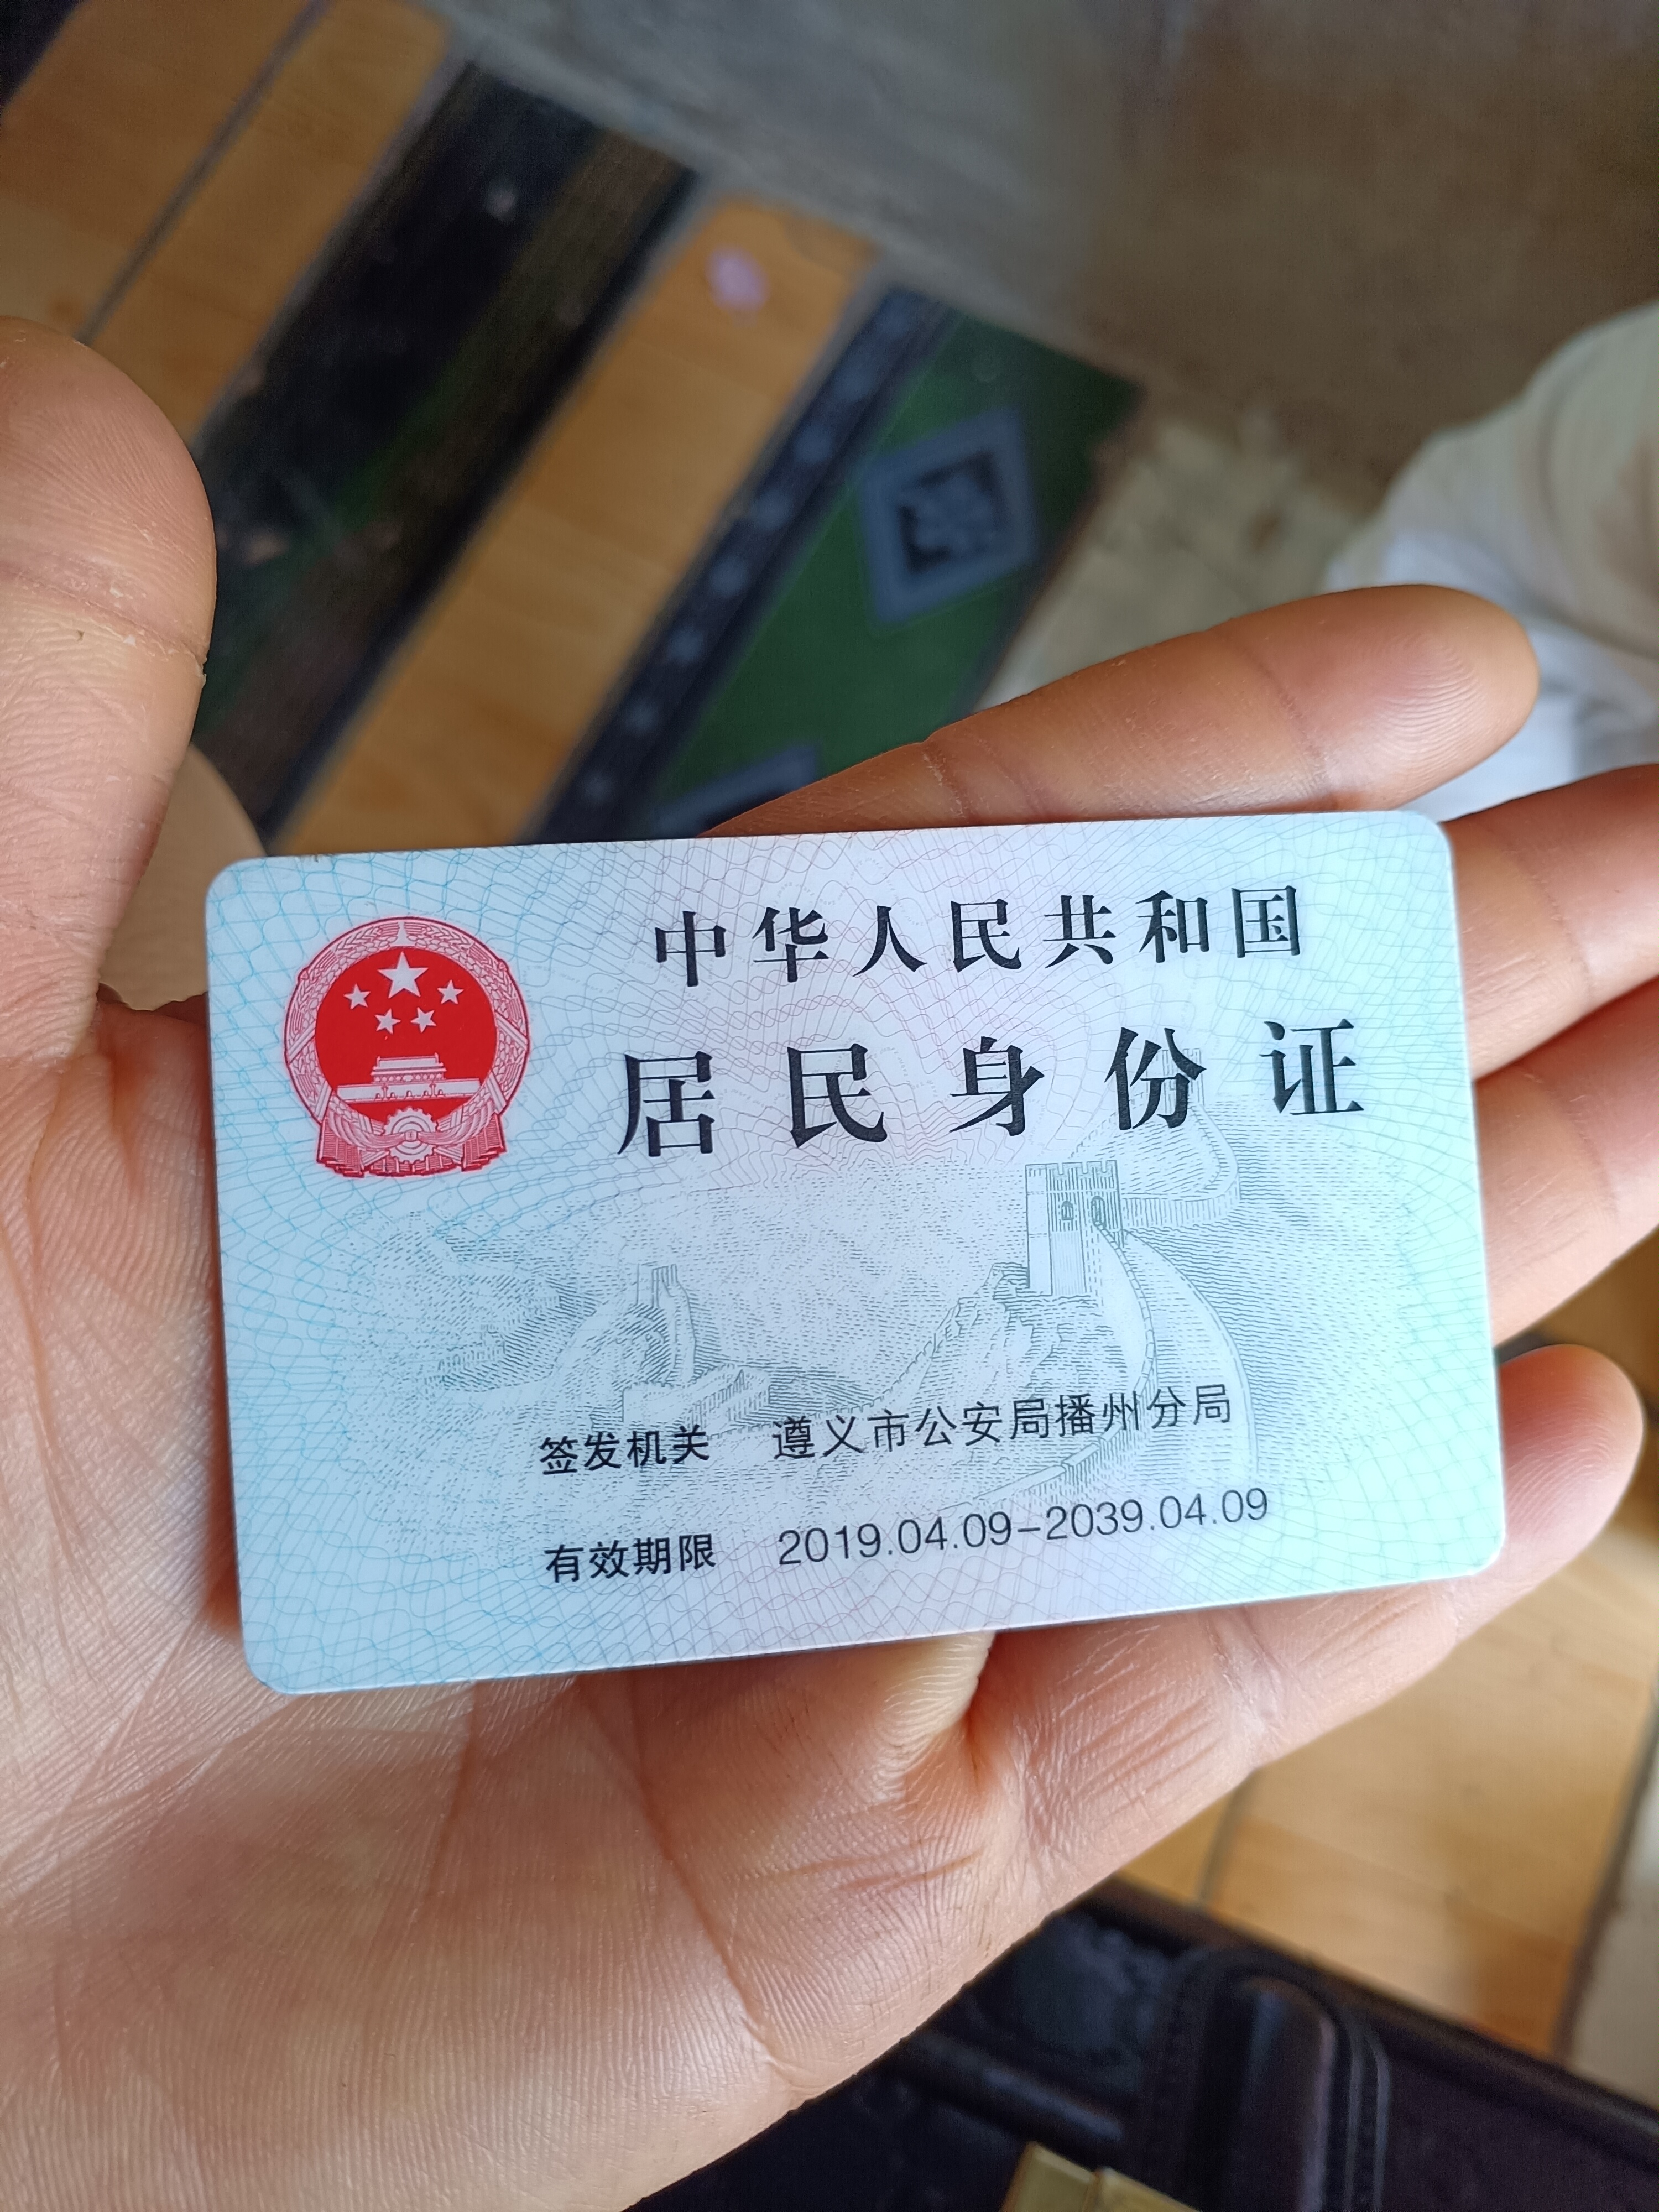 中华人民共和国
居民身份证
签发机关 遵义市公安局播州分局
有效期限 2019.04.09-2039.04.09